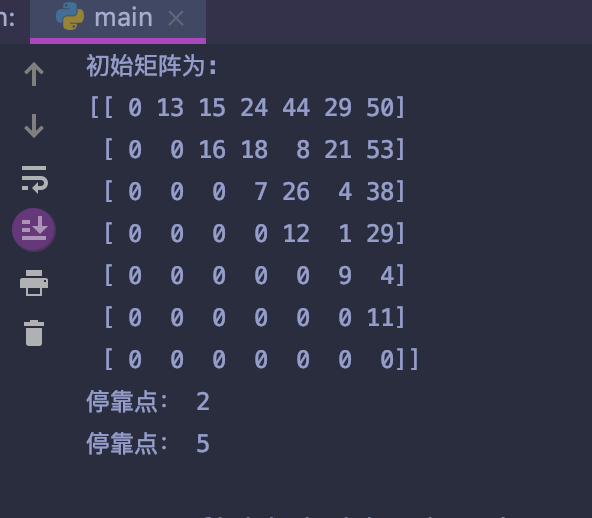 n: main
初始矩阵为:
[[ 0 13 15 24 44 29 50]
[ 0 0 16 18 8 21 53]
[ 0 0 0 7 26 4 38]
[ 0 0 0 0 12 1 29]
[ 0 0 0 0 0 9 4]
[ 0 0 0 0 0 0 11]
[ 0 0 0 0 0 0 0]]
停靠点： 2
停靠点： 5